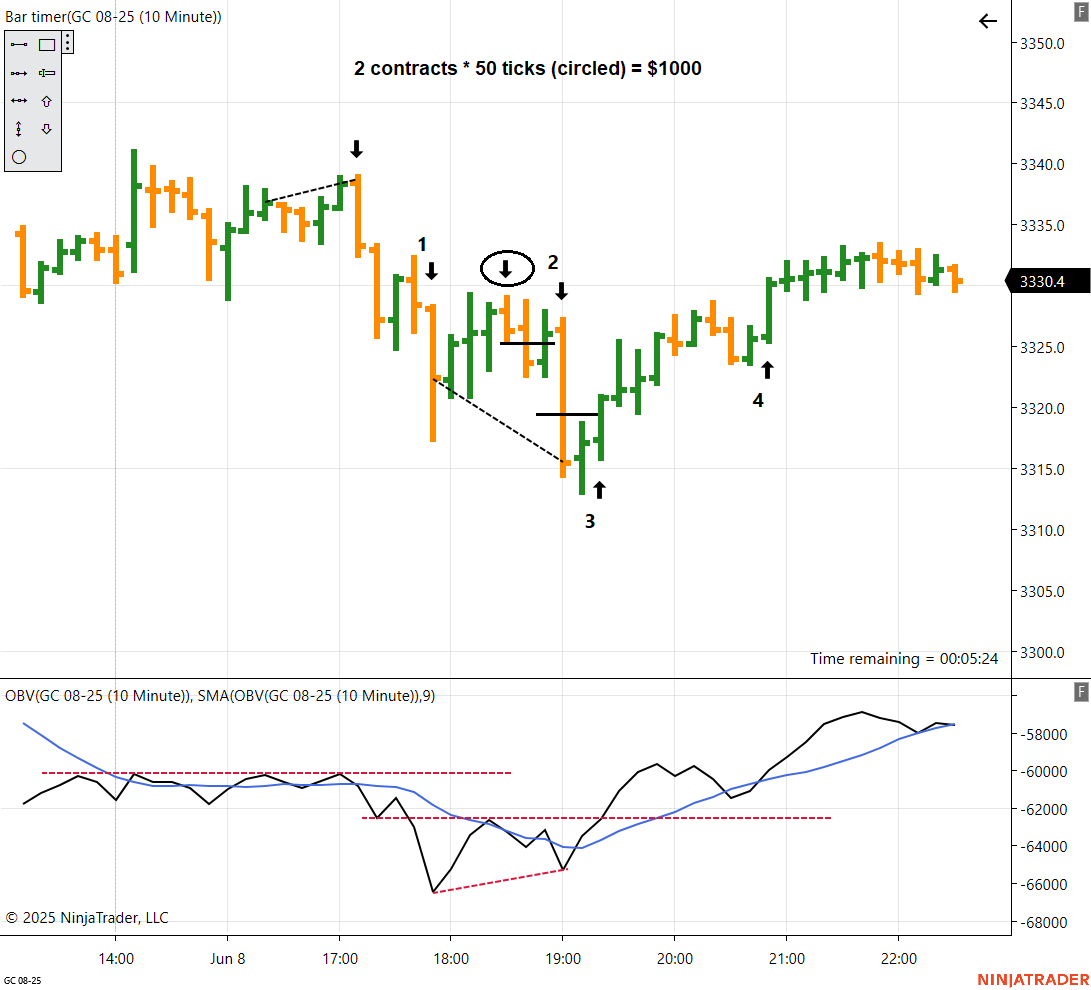 Bar timer(GC 08-25 (10 Minute))
F
3350.0
2 contracts * 50 ticks (circled) = $1000
3345.0
3340.0
3335.0
1
2
3330.4
3325.0
4
3320.0
3315.0
3
3310.0
3305.0
3300.0
Time remaining = 00:05:24
OBV(GC 08-25 (10 Minute)), SMA(OBV(GC 08-25 (10 Minute)),9)
F
-58000
-60000
-62000
-64000
-66000
-68000
© 2025 NinjaTrader, LLC
14:00 Jun 8 17:00 18:00 19:00 20:00 21:00 22:00
GC 08-25
NINJATRADER